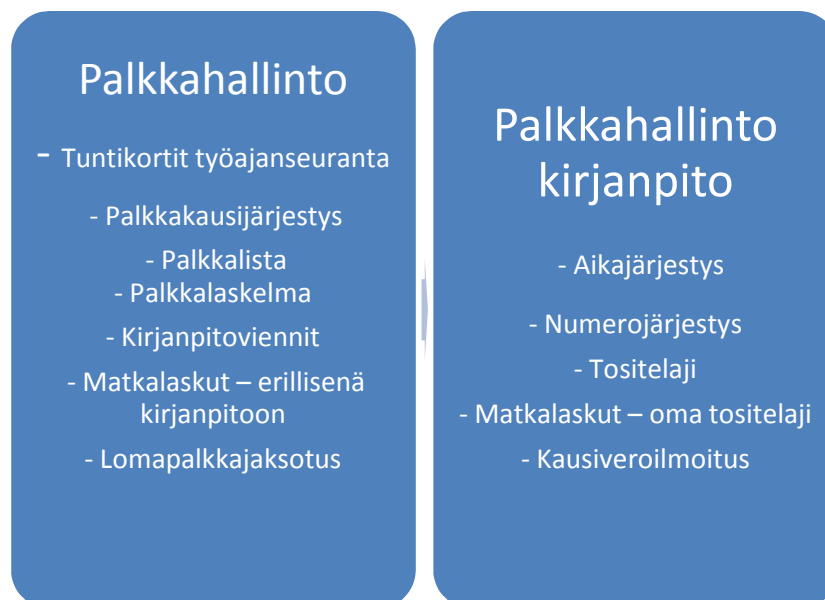 Palkkahallinto
- Tuntikortit työajanseuranta
- Palkkakausijärjestys
- Palkkalista
- Palkkalaskelma
- Kirjanpitoviennit
- Matkalaskut – erillisenä
kirjanpitoon
- Lomapalkkajaksotus
Palkkahallinto
kirjanpito
- Aikajärjestys
- Numerojärjestys
- Tositelaji
- Matkalaskut – oma tositelaji
- Kausiveroilmoitus